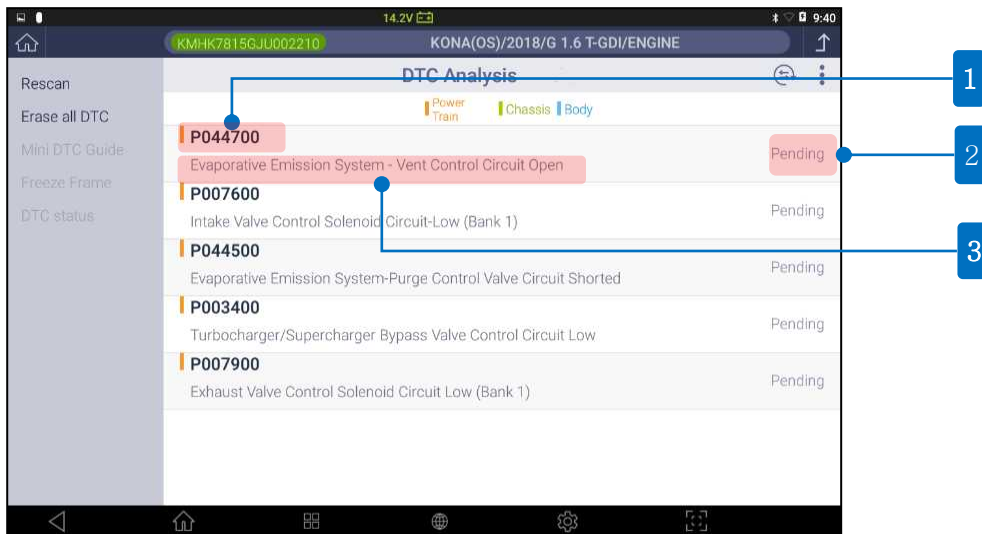 14.2V
9:40
KMHK7815GJU002210
KONA(OS)/2018/G 1.6 T-GDI/ENGINE
Rescan
Erase all DTC
Mini DTC Guide
Freeze Frame
DTC status
DTC Analysis
Power
Train
Chassis
Body
P044700
Evaporative Emission System - Vent Control Circuit Open
Pending
P007600
Intake Valve Control Solenoid Circuit-Low (Bank 1)
Pending
P044500
Evaporative Emission System-Purge Control Valve Circuit Shorted
Pending
P003400
Turbocharger/Supercharger Bypass Valve Control Circuit Low
Pending
P007900
Exhaust Valve Control Solenoid Circuit Low (Bank 1)
Pending
1
2
3